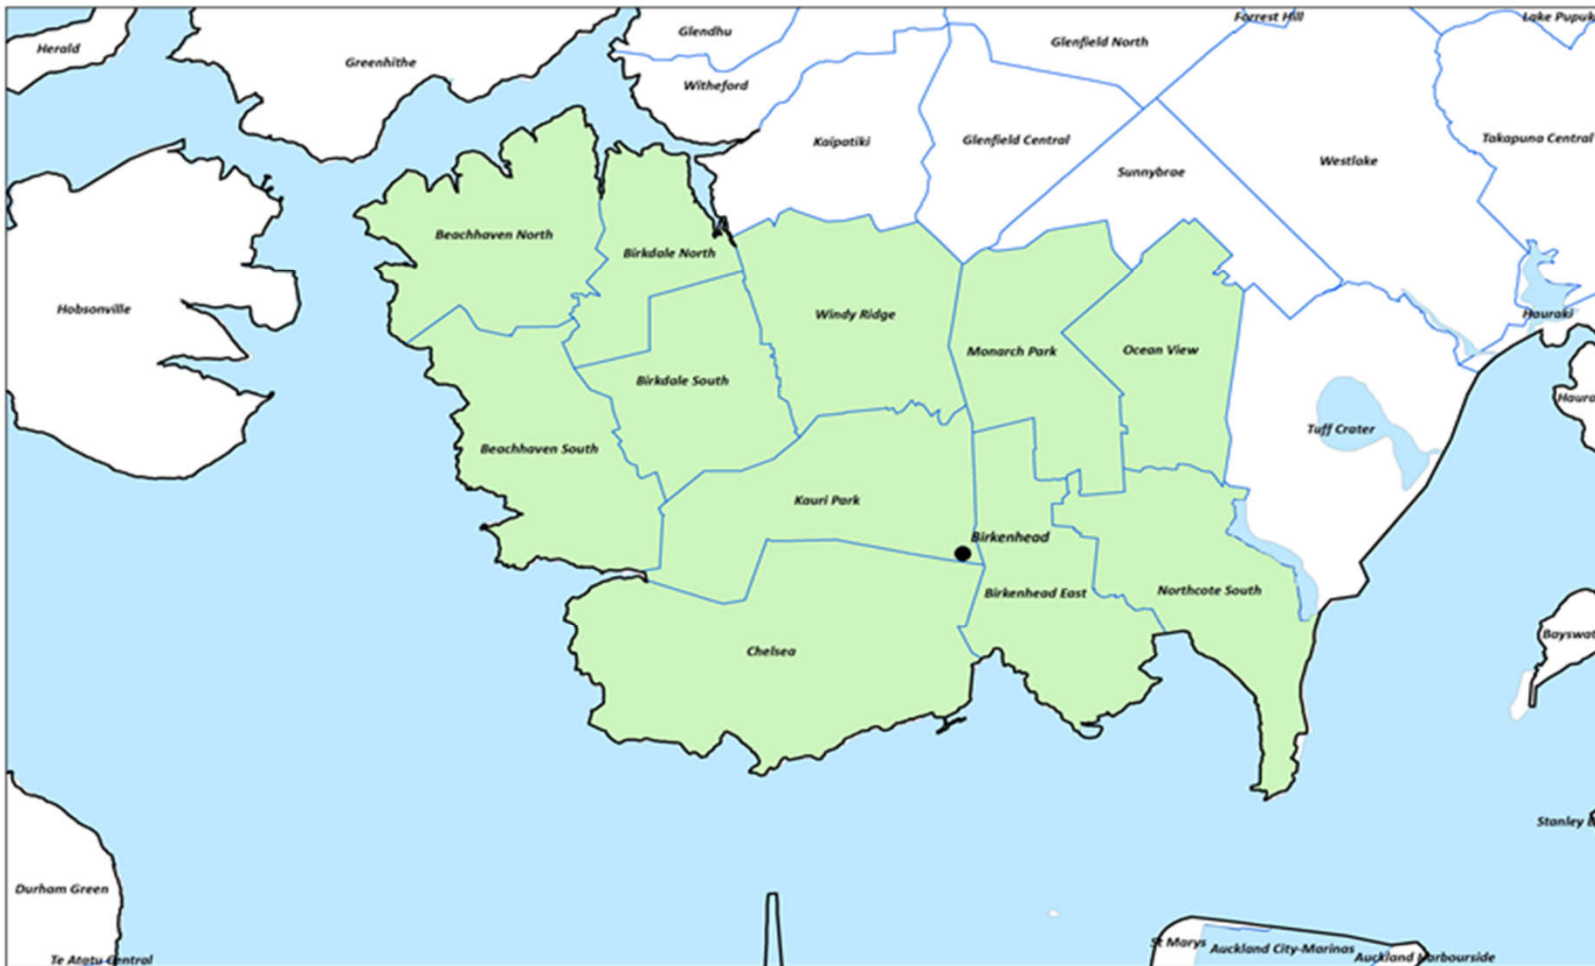 Forrest Hill
Lake Pupuk
Glendhu
Glenfield North
Herald
Greenhithe
Witheford
Takapuna Central
Kaipatiki
Glenfield Central
Westlake
Sunnybrae
Beachhaven North
Birkdale North
Hobsonville
Windy Ridge
Hauraki
Monarch Park
Ocean View
Birkdale South
Haura
Tuff Crater
Beachhaven South
Kauri Park
Birkenhead
Northcote South
Birkenhead East
Bayswat
Chelsea
Stanley
Durham Green
St Marys
Auckland City-Marinas
Auckland Harbourside
Te Atatu Central